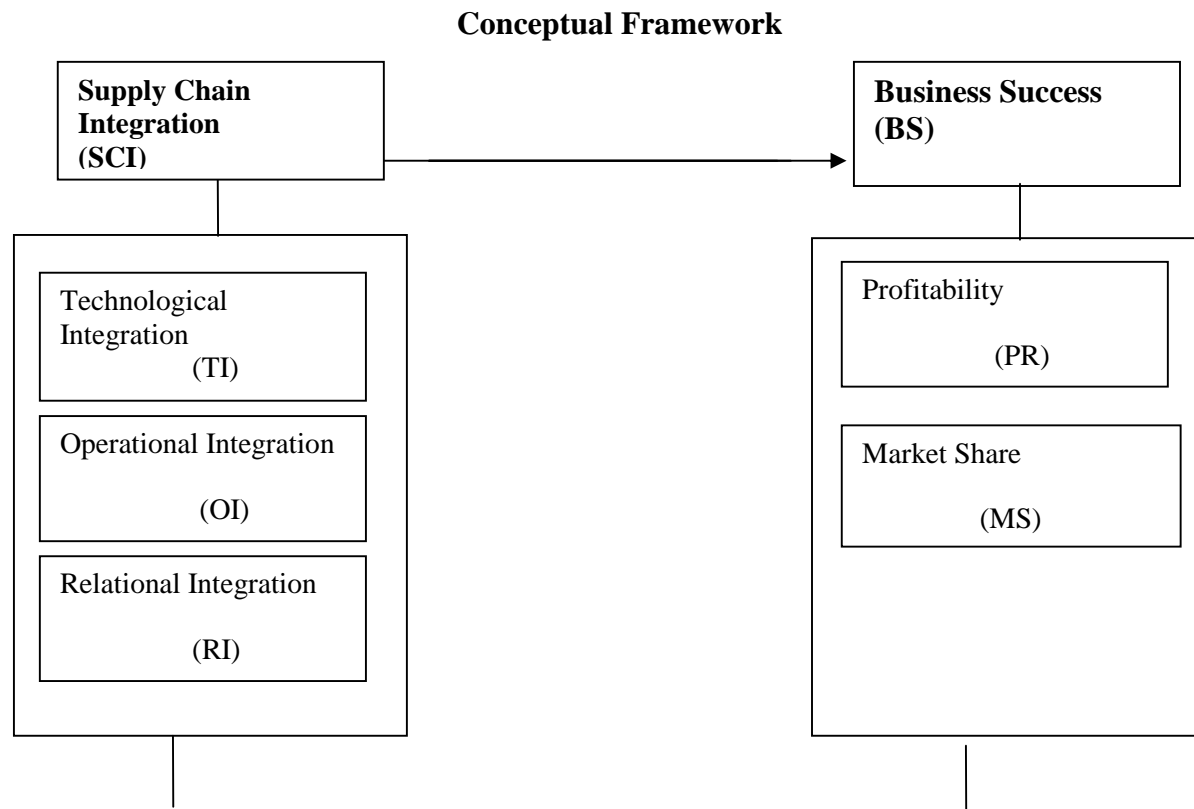 Conceptual Framework
Supply Chain
Integration
(SCI)
Business Success
(BS)
Technological
Integration
(TI)
Operational Integration
(OI)
Relational Integration
(RI)
Profitability
(PR)
Market Share
(MS)